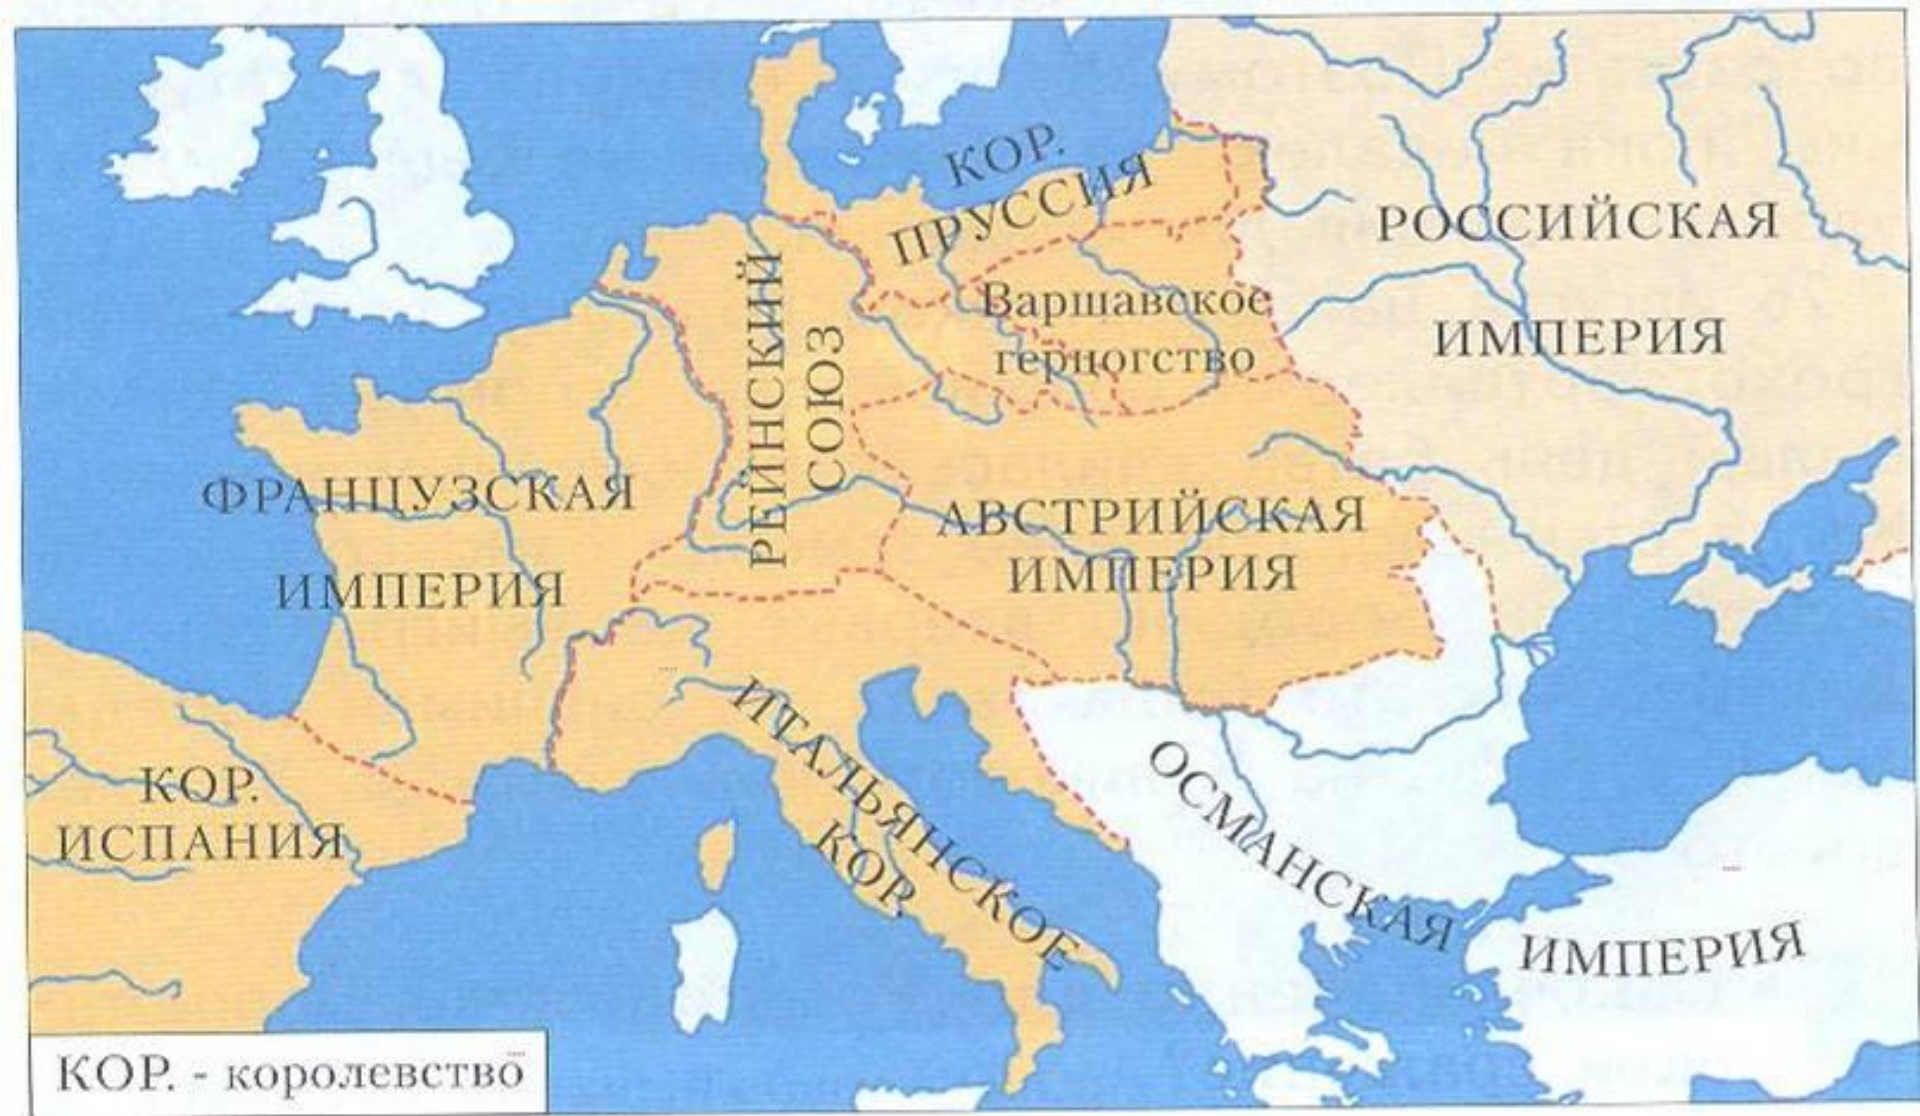 КОР.
ПРУССИЯ
РОССИЙСКАЯ
ИМПЕРИЯ
Варшавское
герцогство
РЕЙНСКИЙ
СОЮЗ
ФРАНЦУЗСКАЯ
ИМПЕРИЯ
АВСТРИЙСКАЯ
ИМПЕРИЯ
ИТАЛЬЯНСКОЕ
КОР.
КОР.
ИСПАНИЯ
ОСМАНСКАЯ
ИМПЕРИЯ
КОР. - королевство